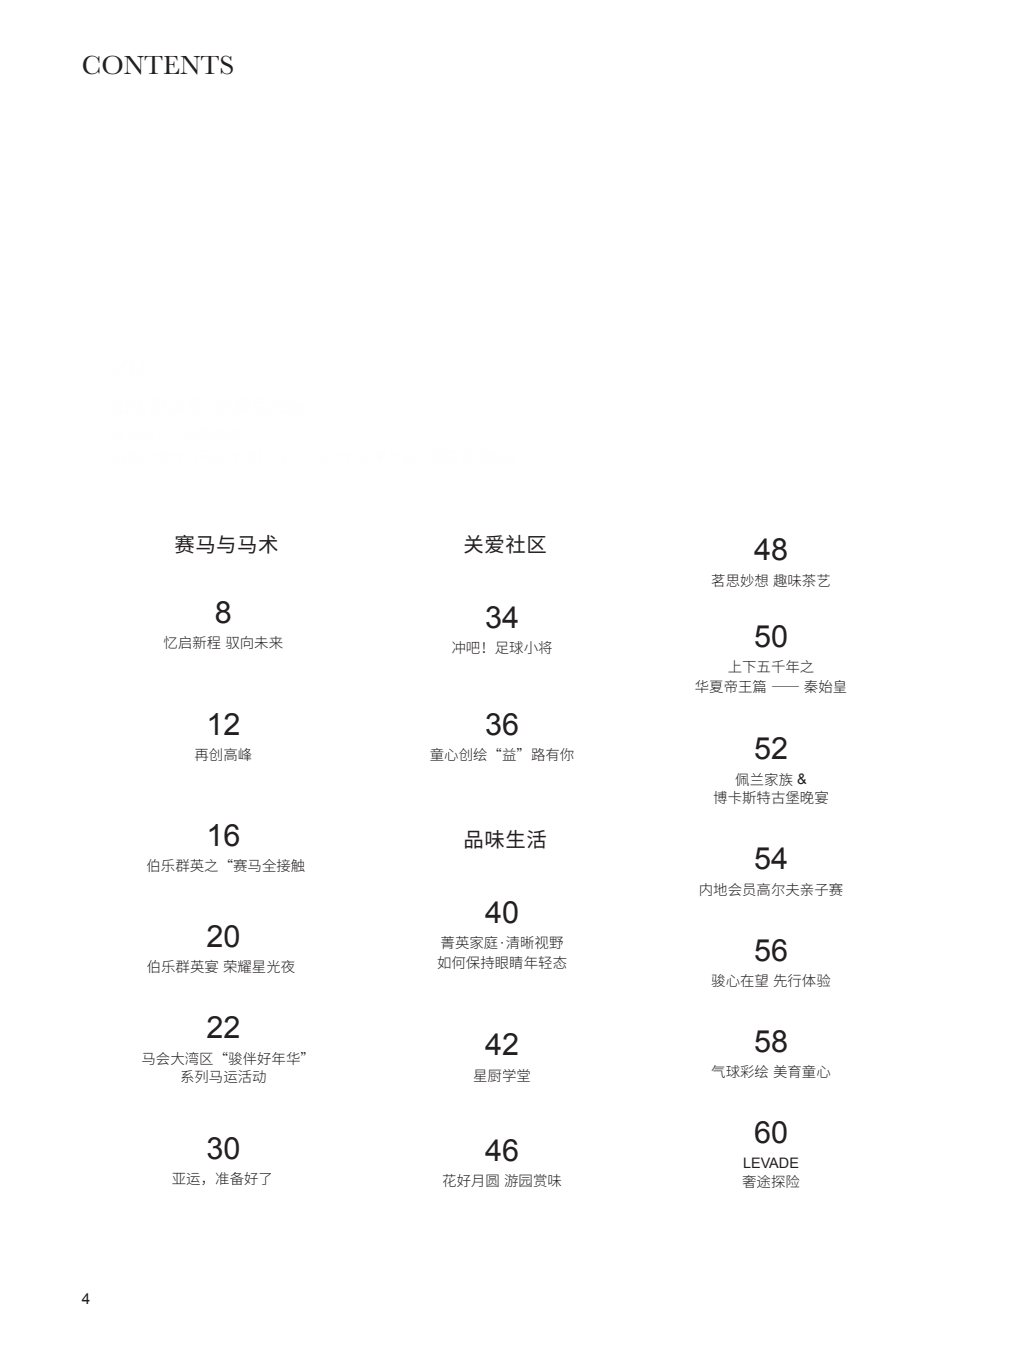 CONTENTS
赛马与马术
8
忆启新程 驭向未来
12
再创高峰
16
伯乐群英之“赛马全接触
20
伯乐群英宴 荣耀星光夜
22
马会大湾区“骏伴好年华”
系列马运活动
30
亚运，准备好了
关爱社区
34
冲吧！足球小将
36
童心创绘“益”路有你
品味生活
40
菁英家庭·清晰视野
如何保持眼睛年轻态
42
星厨学堂
46
花好月圆 游园赏味
48
茗思妙想 趣味茶艺
50
上下五千年之
华夏帝王篇 —— 秦始皇
52
佩兰家族 &
博卡斯特古堡晚宴
54
内地会员高尔夫亲子赛
56
骏心在望 先行体验
58
气球彩绘 美育童心
60
LEVADE
奢途探险
4